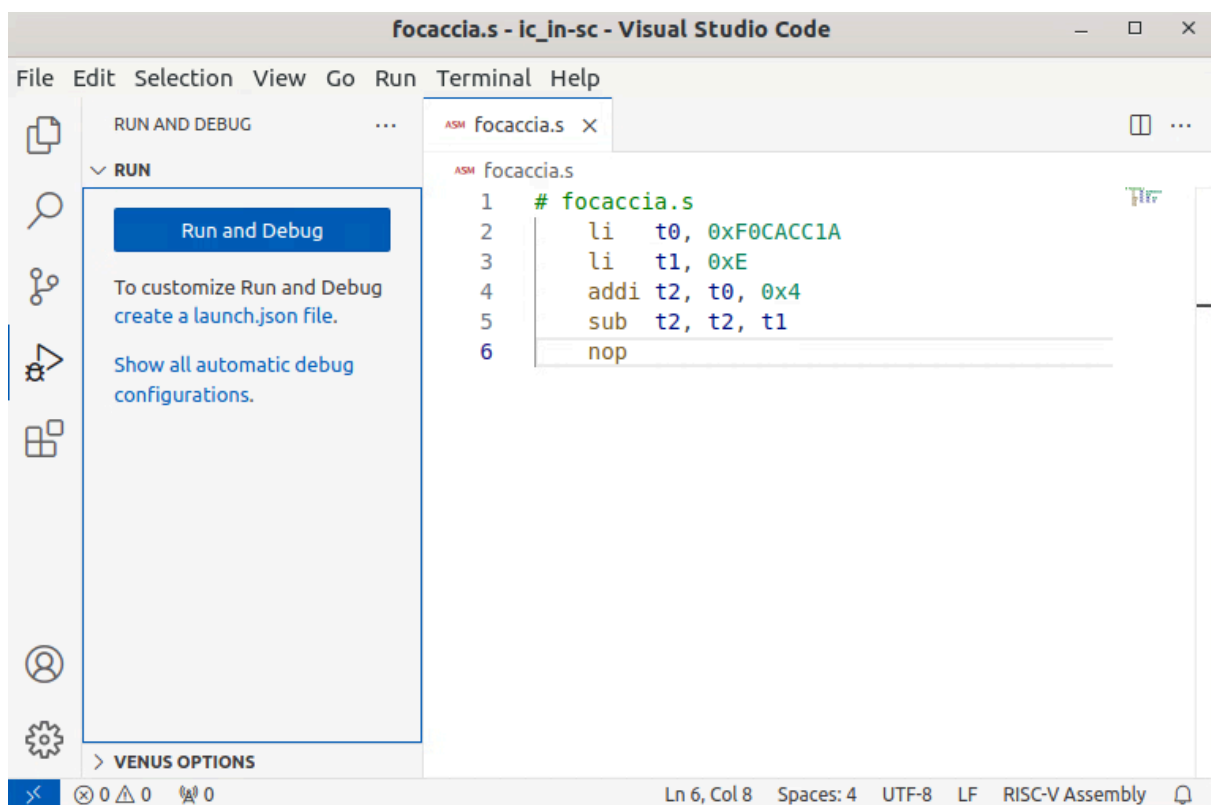 focaccia.s - ic_in-sc - Visual Studio Code
File Edit Selection View Go Run Terminal Help
RUN AND DEBUG ...
ASM focaccia.s ×
RUN
ASM focaccia.s
Run and Debug
To customize Run and Debug
create a launch.json file.
Show all automatic debug
configurations.
1 # focaccia.s
2 li t0, 0xF0CACC1A
3 li t1, 0xE
4 addi t2, t0, 0x4
5 sub t2, t2, t1
6 nop
VENUS OPTIONS
0 0 0 Ln 6, Col 8 Spaces: 4 UTF-8 LF RISC-V Assembly